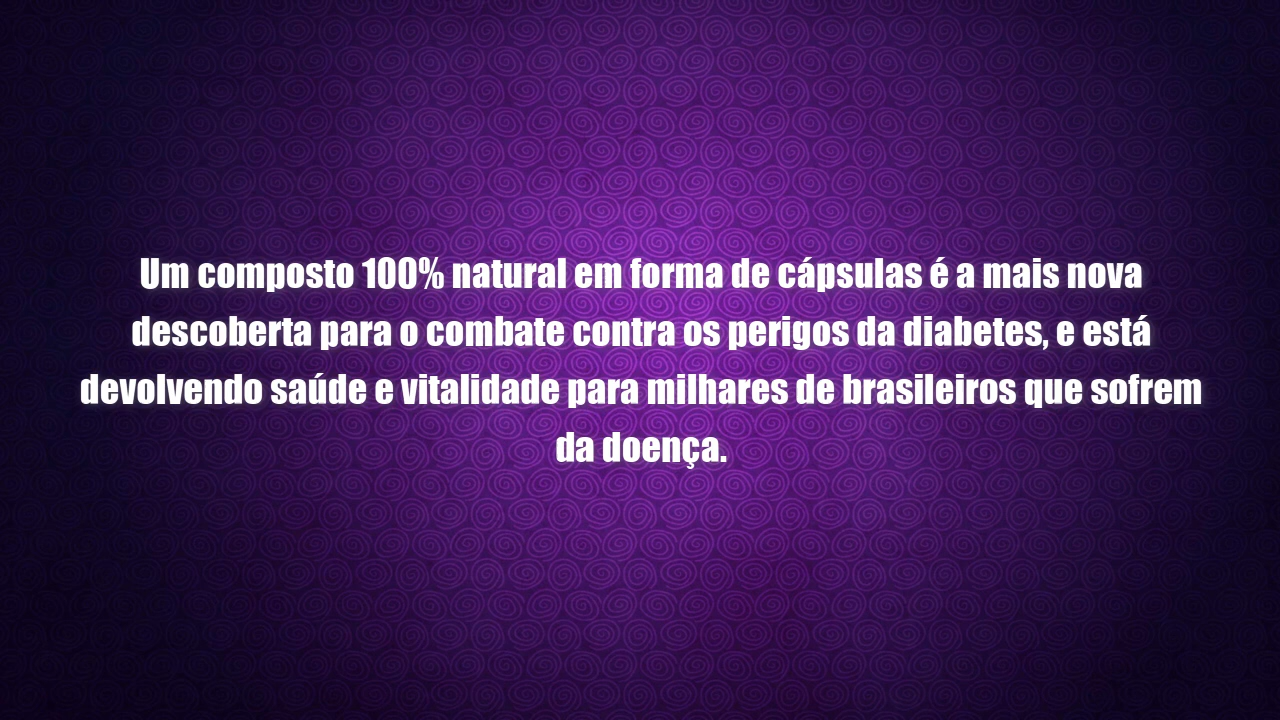 Um composto 100% natural em forma de cápsulas é a mais nova
descoberta para o combate contra os perigos da diabetes, e está
devolvendo saúde e vitalidade para milhares de brasileiros que sofrem
da doença.